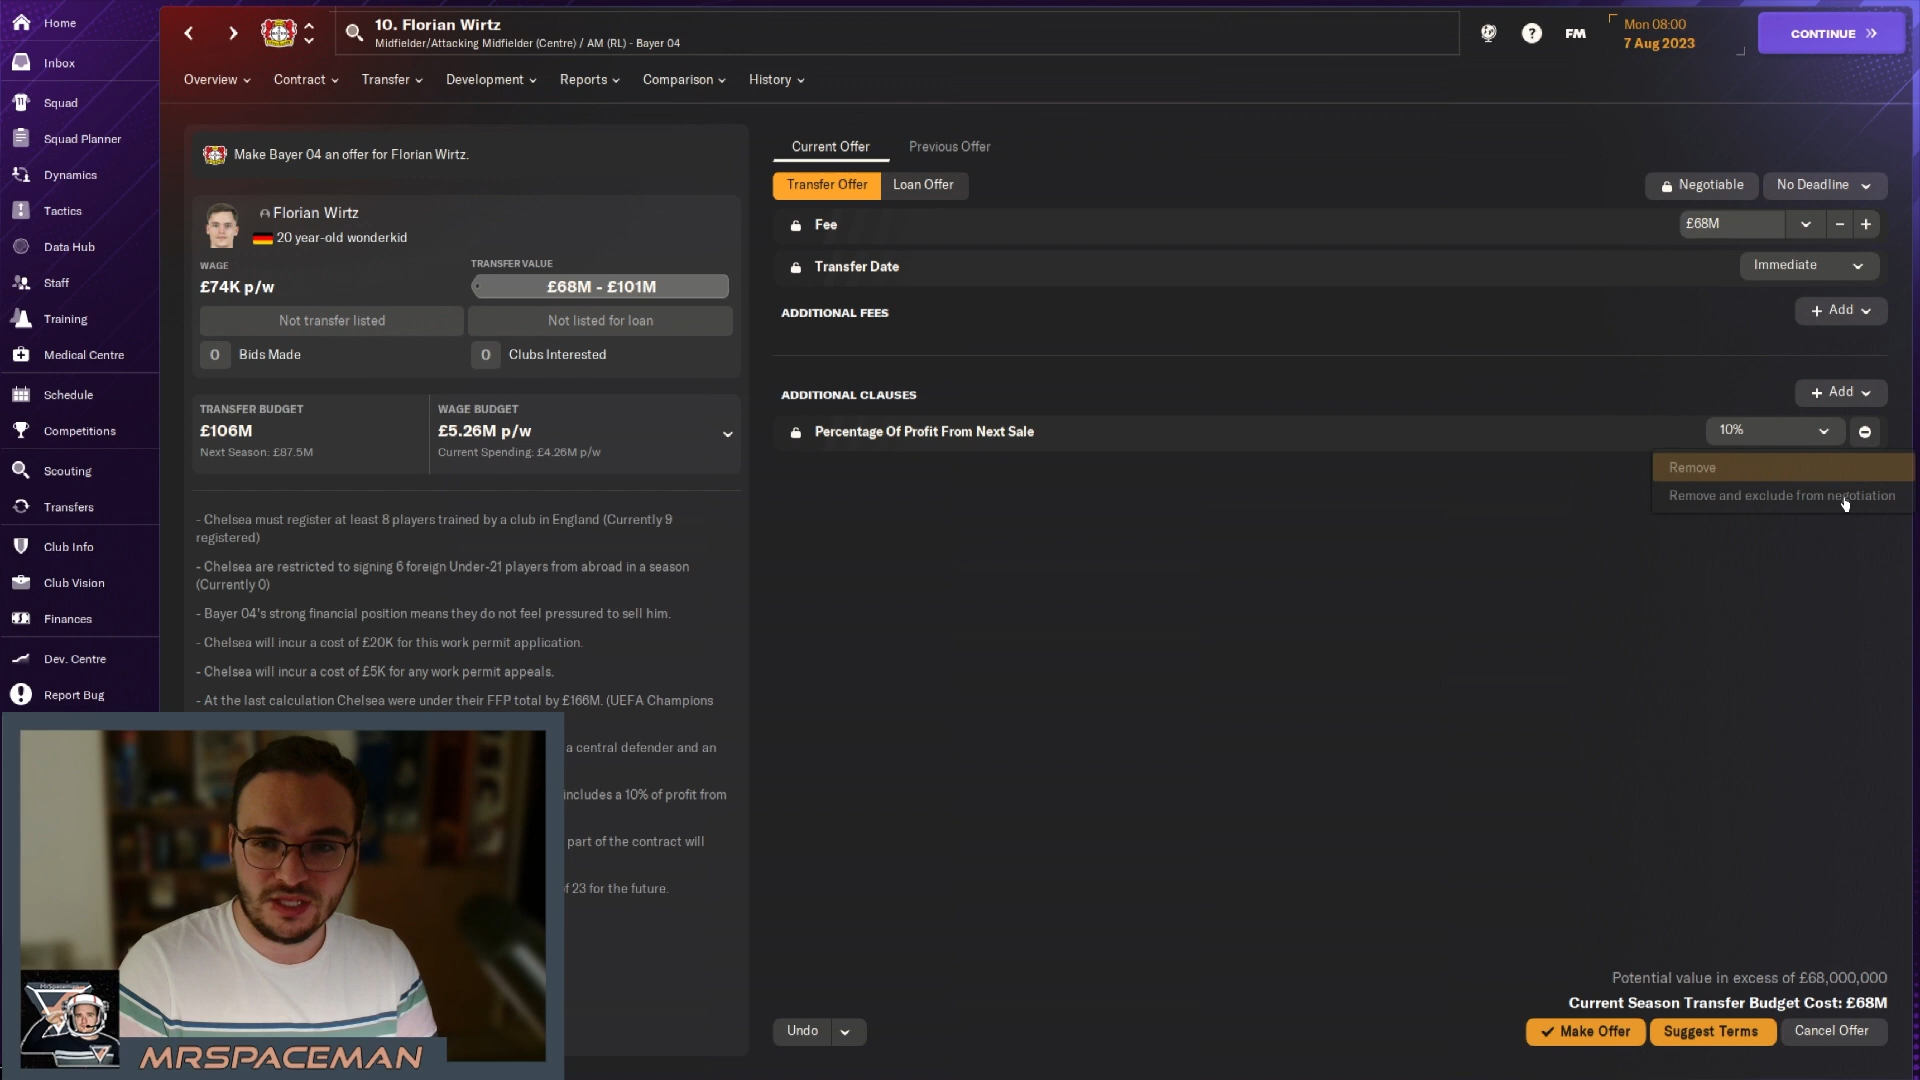 Home
Inbox
Squad
Squad Planner
Dynamics
Tactics
Data Hub
Staff
Training
Medical Centre
Schedule
Competitions
Scouting
Transfers
Club Info
Club Vision
Finances
Dev. Centre
Report Bug
10. Florian Wirtz
Midfielder/Attacking Midfielder (Centre) / AM (RL) - Bayer 04
FM
Mon 08:00
7 Aug 2023
CONTINUE
Overview
Contract
Transfer
Development
Reports
Comparison
History
Make Bayer 04 an offer for Florian Wirtz.
Florian Wirtz
20 year-old wonderkid
WAGE
£74K p/w
TRANSFER VALUE
£68M - £101M
Not transfer listed
Not listed for loan
0 Bids Made
0 Clubs Interested
TRANSFER BUDGET
£106M
Next Season: £87.5M
WAGE BUDGET
£5.26M p/w
Current Spending: £4.26M p/w
- Chelsea must register at least 8 players trained by a club in England (Currently 9
registered)
- Chelsea are restricted to signing 6 foreign Under-21 players from abroad in a season
(Currently 0)
- Bayer 04's strong financial position means they do not feel pressured to sell him.
- Chelsea will incur a cost of £20K for this work permit application.
- Chelsea will incur a cost of £5K for any work permit appeals.
- At the last calculation Chelsea were under their FFP total by £166M. (UEFA Champions
a central defender and an
includes a 10% of profit from
part of the contract will
of 23 for the future.
Current Offer
Previous Offer
Transfer Offer
Loan Offer
Negotiable
No Deadline
Fee
£68M
Transfer Date
Immediate
ADDITIONAL FEES
+ Add
ADDITIONAL CLAUSES
+ Add
Percentage Of Profit From Next Sale
10%
Remove
Remove and exclude from negotiation
Potential value in excess of £68,000,000
Current Season Transfer Budget Cost: £68M
Undo
Make Offer
Suggest Terms
Cancel Offer
MrSpaceman
MRSPACEMAN